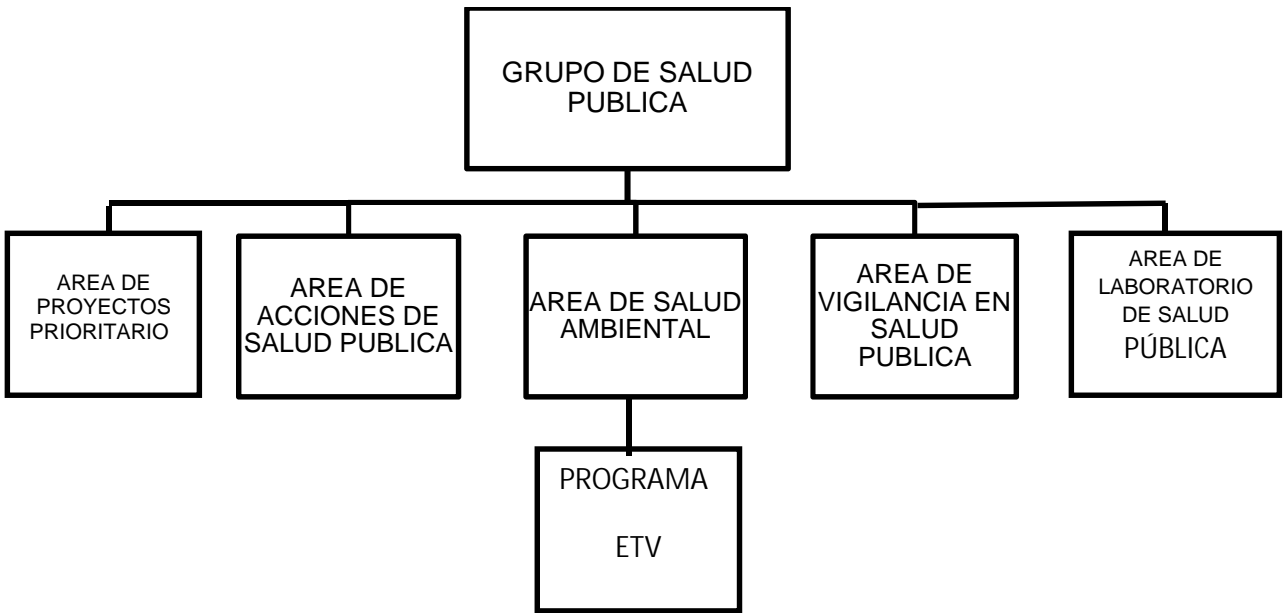 GRUPO DE SALUD
PUBLICA
AREA DE
PROYECTOS
PRIORITARIO
AREA DE
ACCIONES DE
SALUD PUBLICA
AREA DE SALUD
AMBIENTAL
AREA DE
VIGILANCIA EN
SALUD
PUBLICA
AREA DE
LABORATORIO
DE SALUD
PÚBLICA
PROGRAMA
ETV